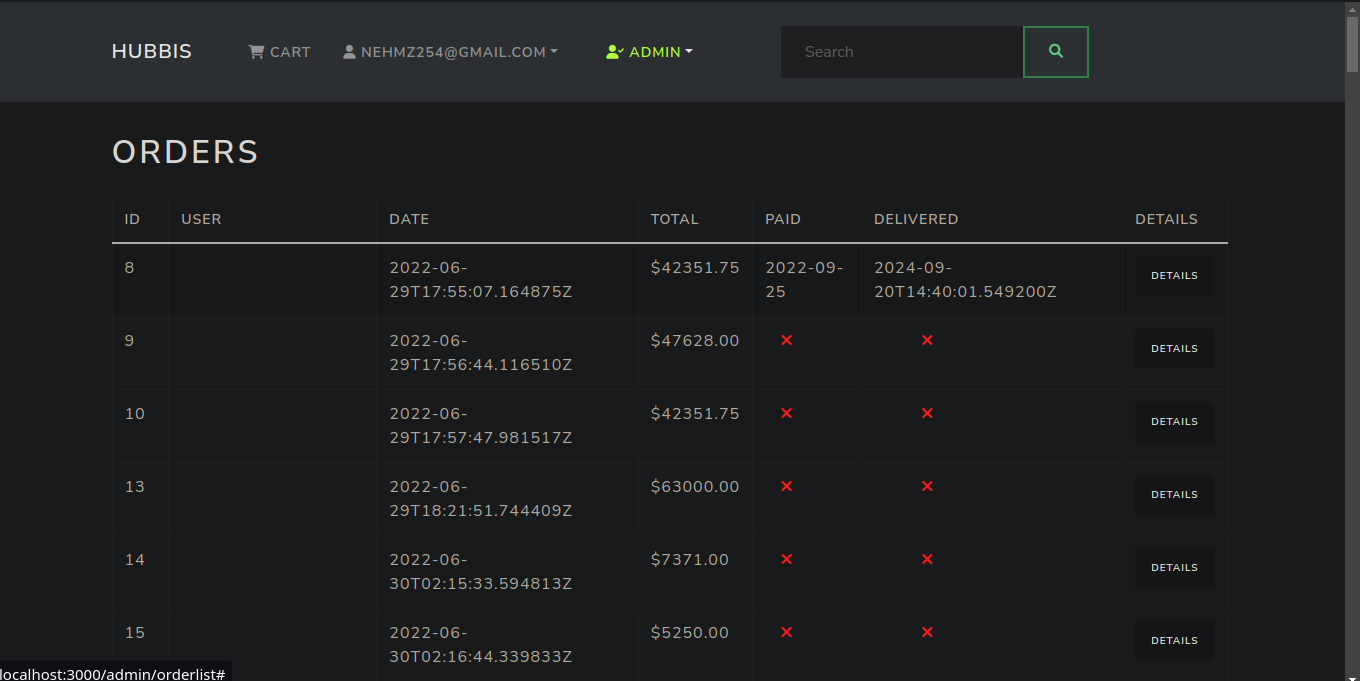 HUBBIS CART NEHMZ254@GMAIL.COM ADMIN Search
ORDERS
ID USER DATE TOTAL PAID DELIVERED DETAILS
8 2022-06- $42351.75 2022-09- 2024-09- DETAILS
29T17:55:07.164875Z 25 20T14:40:01.549200Z
9 2022-06- $47628.00 DETAILS
29T17:56:44.116510Z
10 2022-06- $42351.75 DETAILS
29T17:57:47.981517Z
13 2022-06- $63000.00 DETAILS
29T18:21:51.744409Z
14 2022-06- $7371.00 DETAILS
30T02:15:33.594813Z
15 2022-06- $5250.00 DETAILS
30T02:16:44.339833Z
localhost:3000/admin/orderlist#